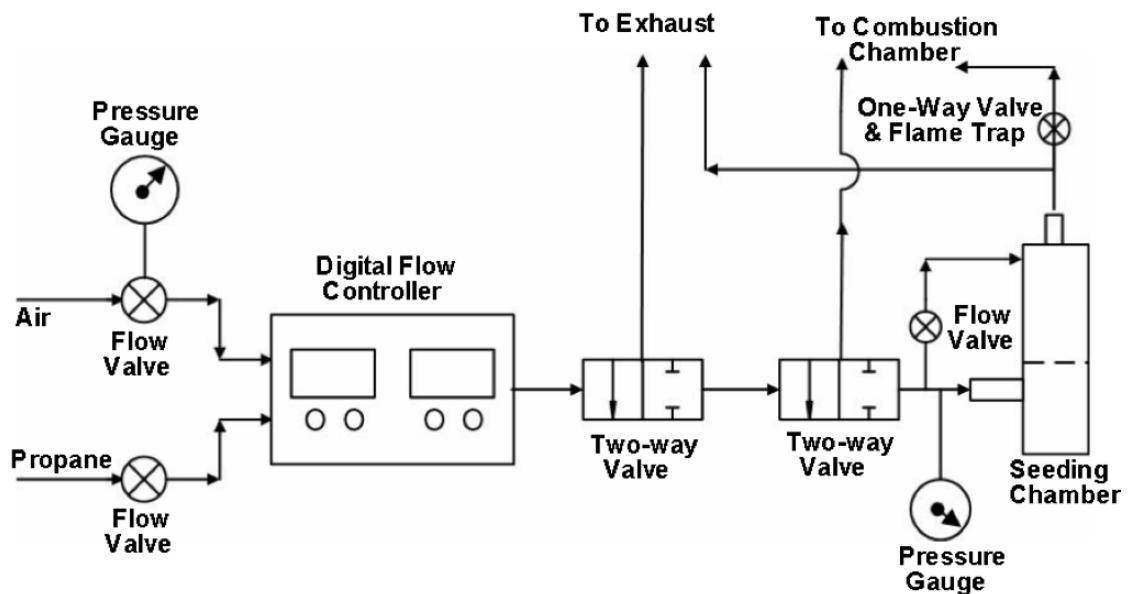 To Exhaust
To Combustion
Chamber
Pressure
Gauge
One-Way Valve
& Flame Trap
Digital Flow
Controller
Air
Flow
Valve
Flow
Valve
Propane
Two-way
Valve
Two-way
Valve
Seeding
Chamber
Flow
Valve
Pressure
Gauge